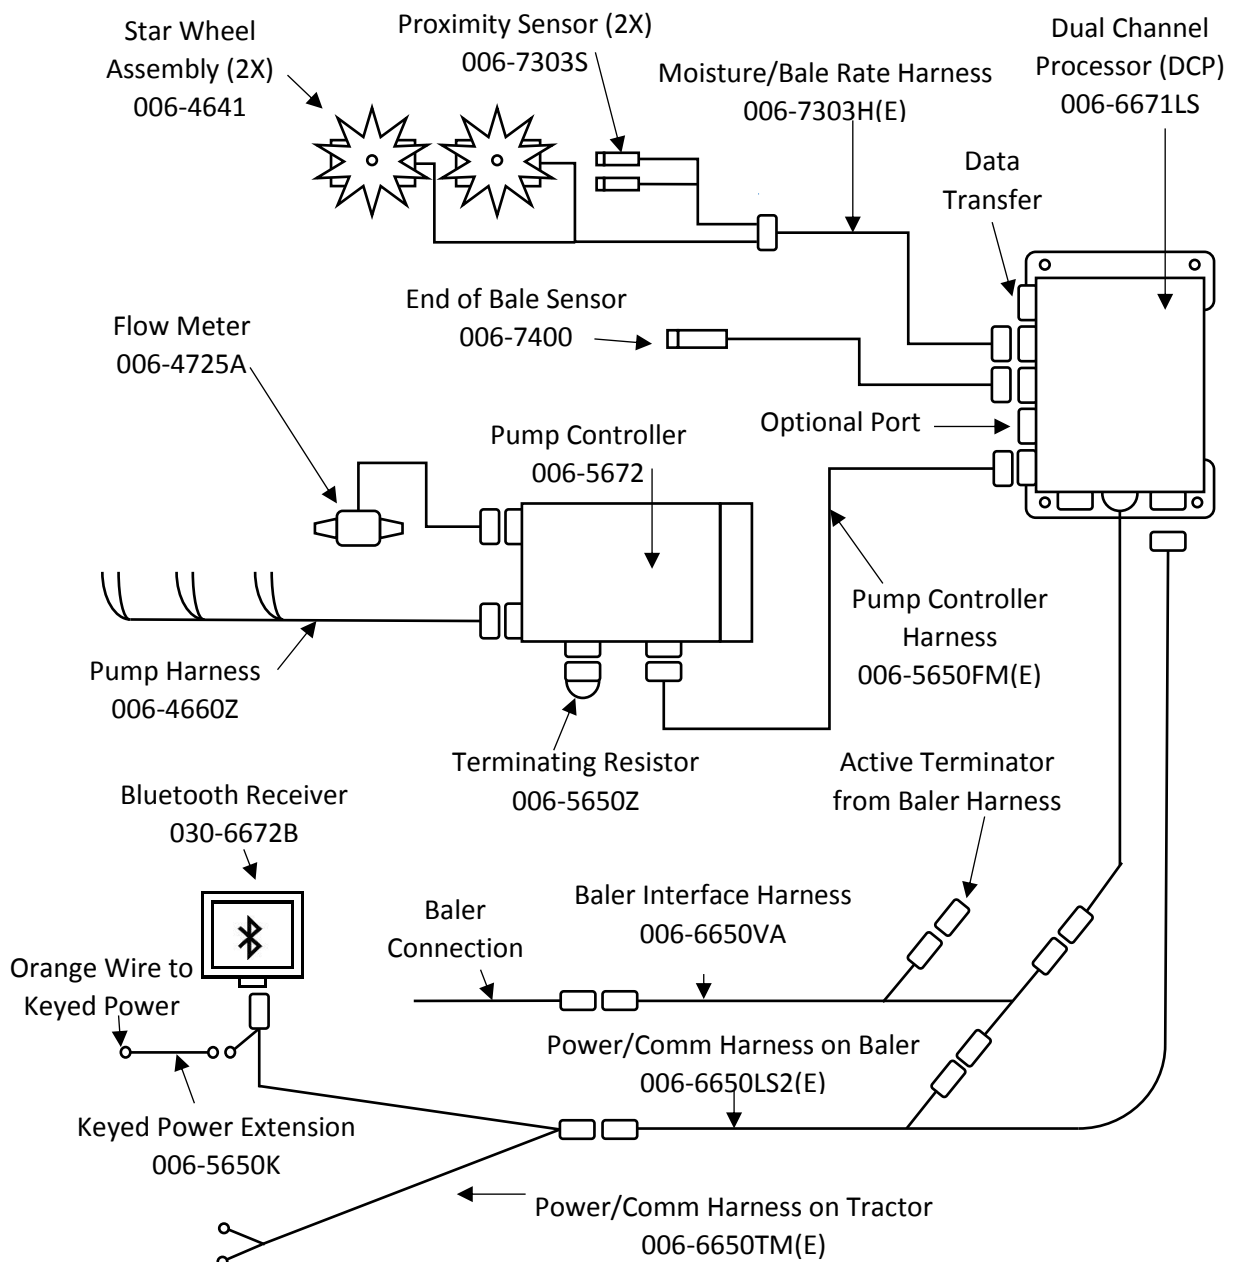 Star Wheel
Assembly (2X)
006-4641
Proximity Sensor (2X)
006-7303S
Moisture/Bale Rate Harness
006-7303H(E)
Dual Channel
Processor (DCP)
006-6671LS
Data
Transfer
End of Bale Sensor
006-7400
Flow Meter
006-4725A
Optional Port
Pump Controller
006-5672
Pump Controller
Harness
006-5650FM(E)
Pump Harness
006-4660Z
Terminating Resistor
006-5650Z
Active Terminator
from Baler Harness
Bluetooth Receiver
030-6672B
Baler
Connection
Baler Interface Harness
006-6650VA
Orange Wire to
Keyed Power
Power/Comm Harness on Baler
006-6650LS2(E)
Keyed Power Extension
006-5650K
Power/Comm Harness on Tractor
006-6650TM(E)